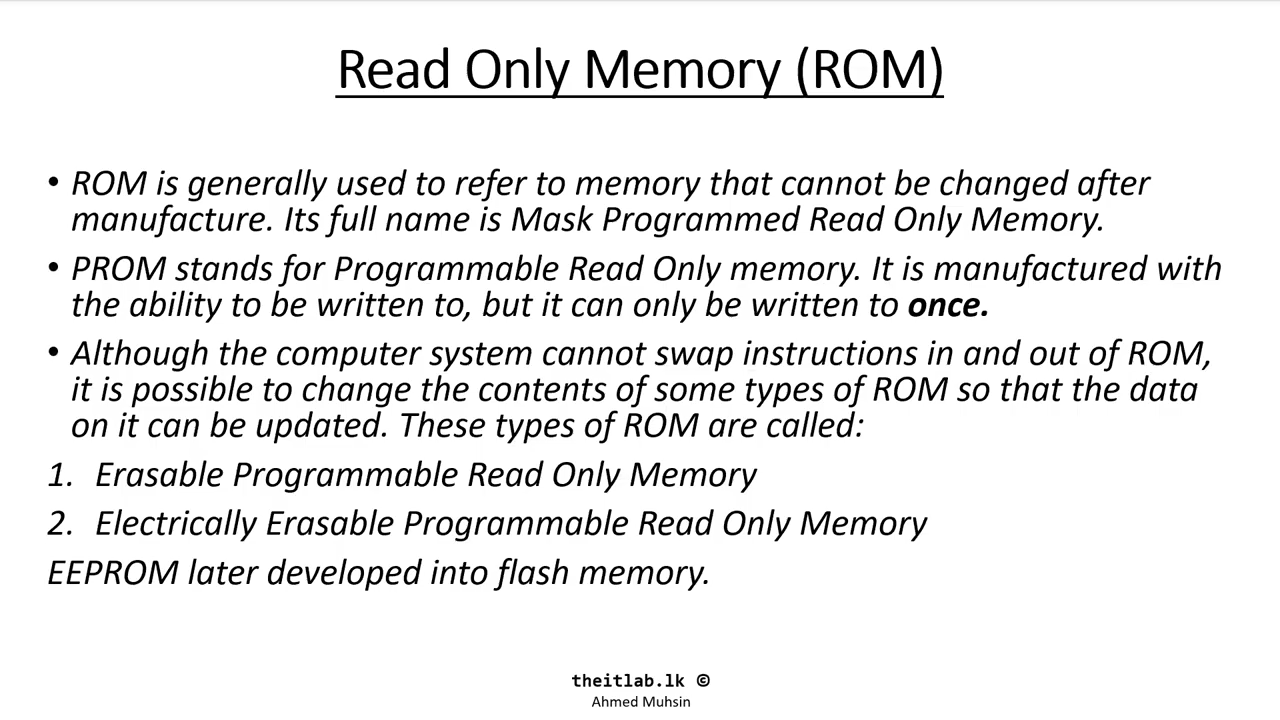 Read Only Memory (ROM)
• ROM is generally used to refer to memory that cannot be changed after
manufacture. Its full name is Mask Programmed Read Only Memory.
• PROM stands for Programmable Read Only memory. It is manufactured with
the ability to be written to, but it can only be written to once.
• Although the computer system cannot swap instructions in and out of ROM,
it is possible to change the contents of some types of ROM so that the data
on it can be updated. These types of ROM are called:
1. Erasable Programmable Read Only Memory
2. Electrically Erasable Programmable Read Only Memory
EEPROM later developed into flash memory.
theitlab.lk ©
Ahmed Muhsin